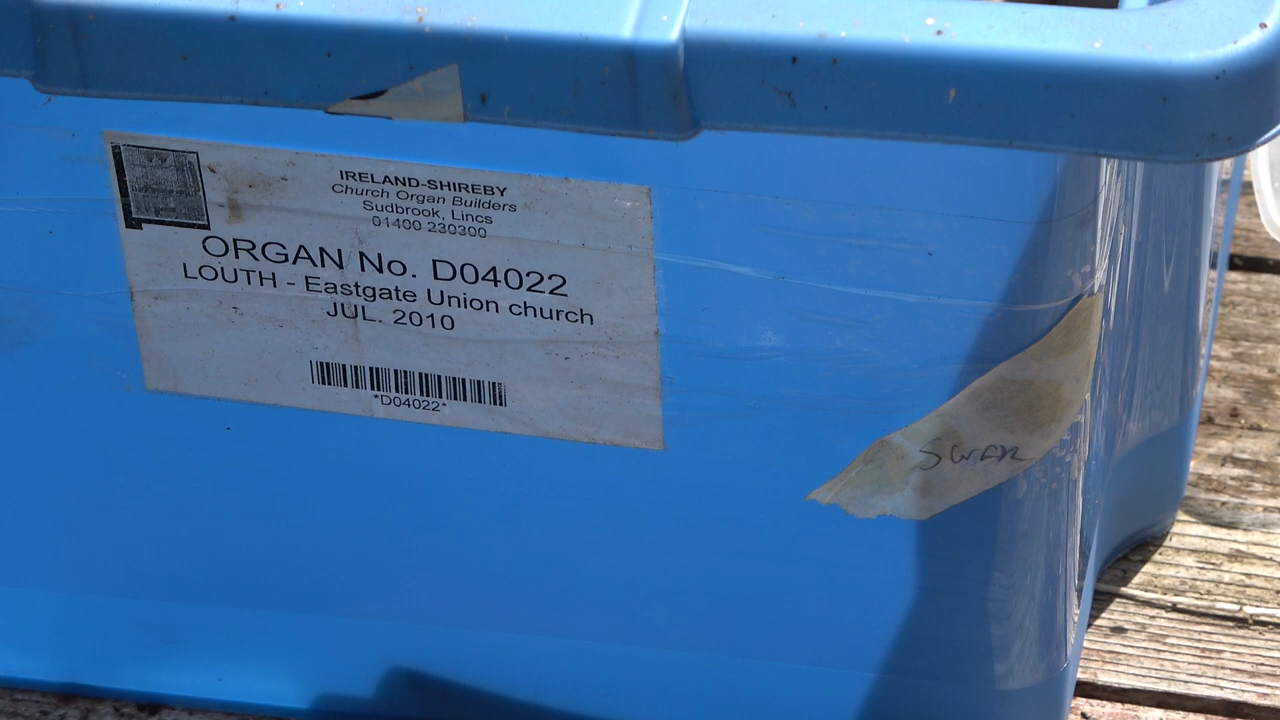 IRELAND-SHIREBY
Church Organ Builders
Sudbrook, Lincs
01400 230300
ORGAN No. D04022
LOUTH - Eastgate Union church
JUL. 2010
*D04022*